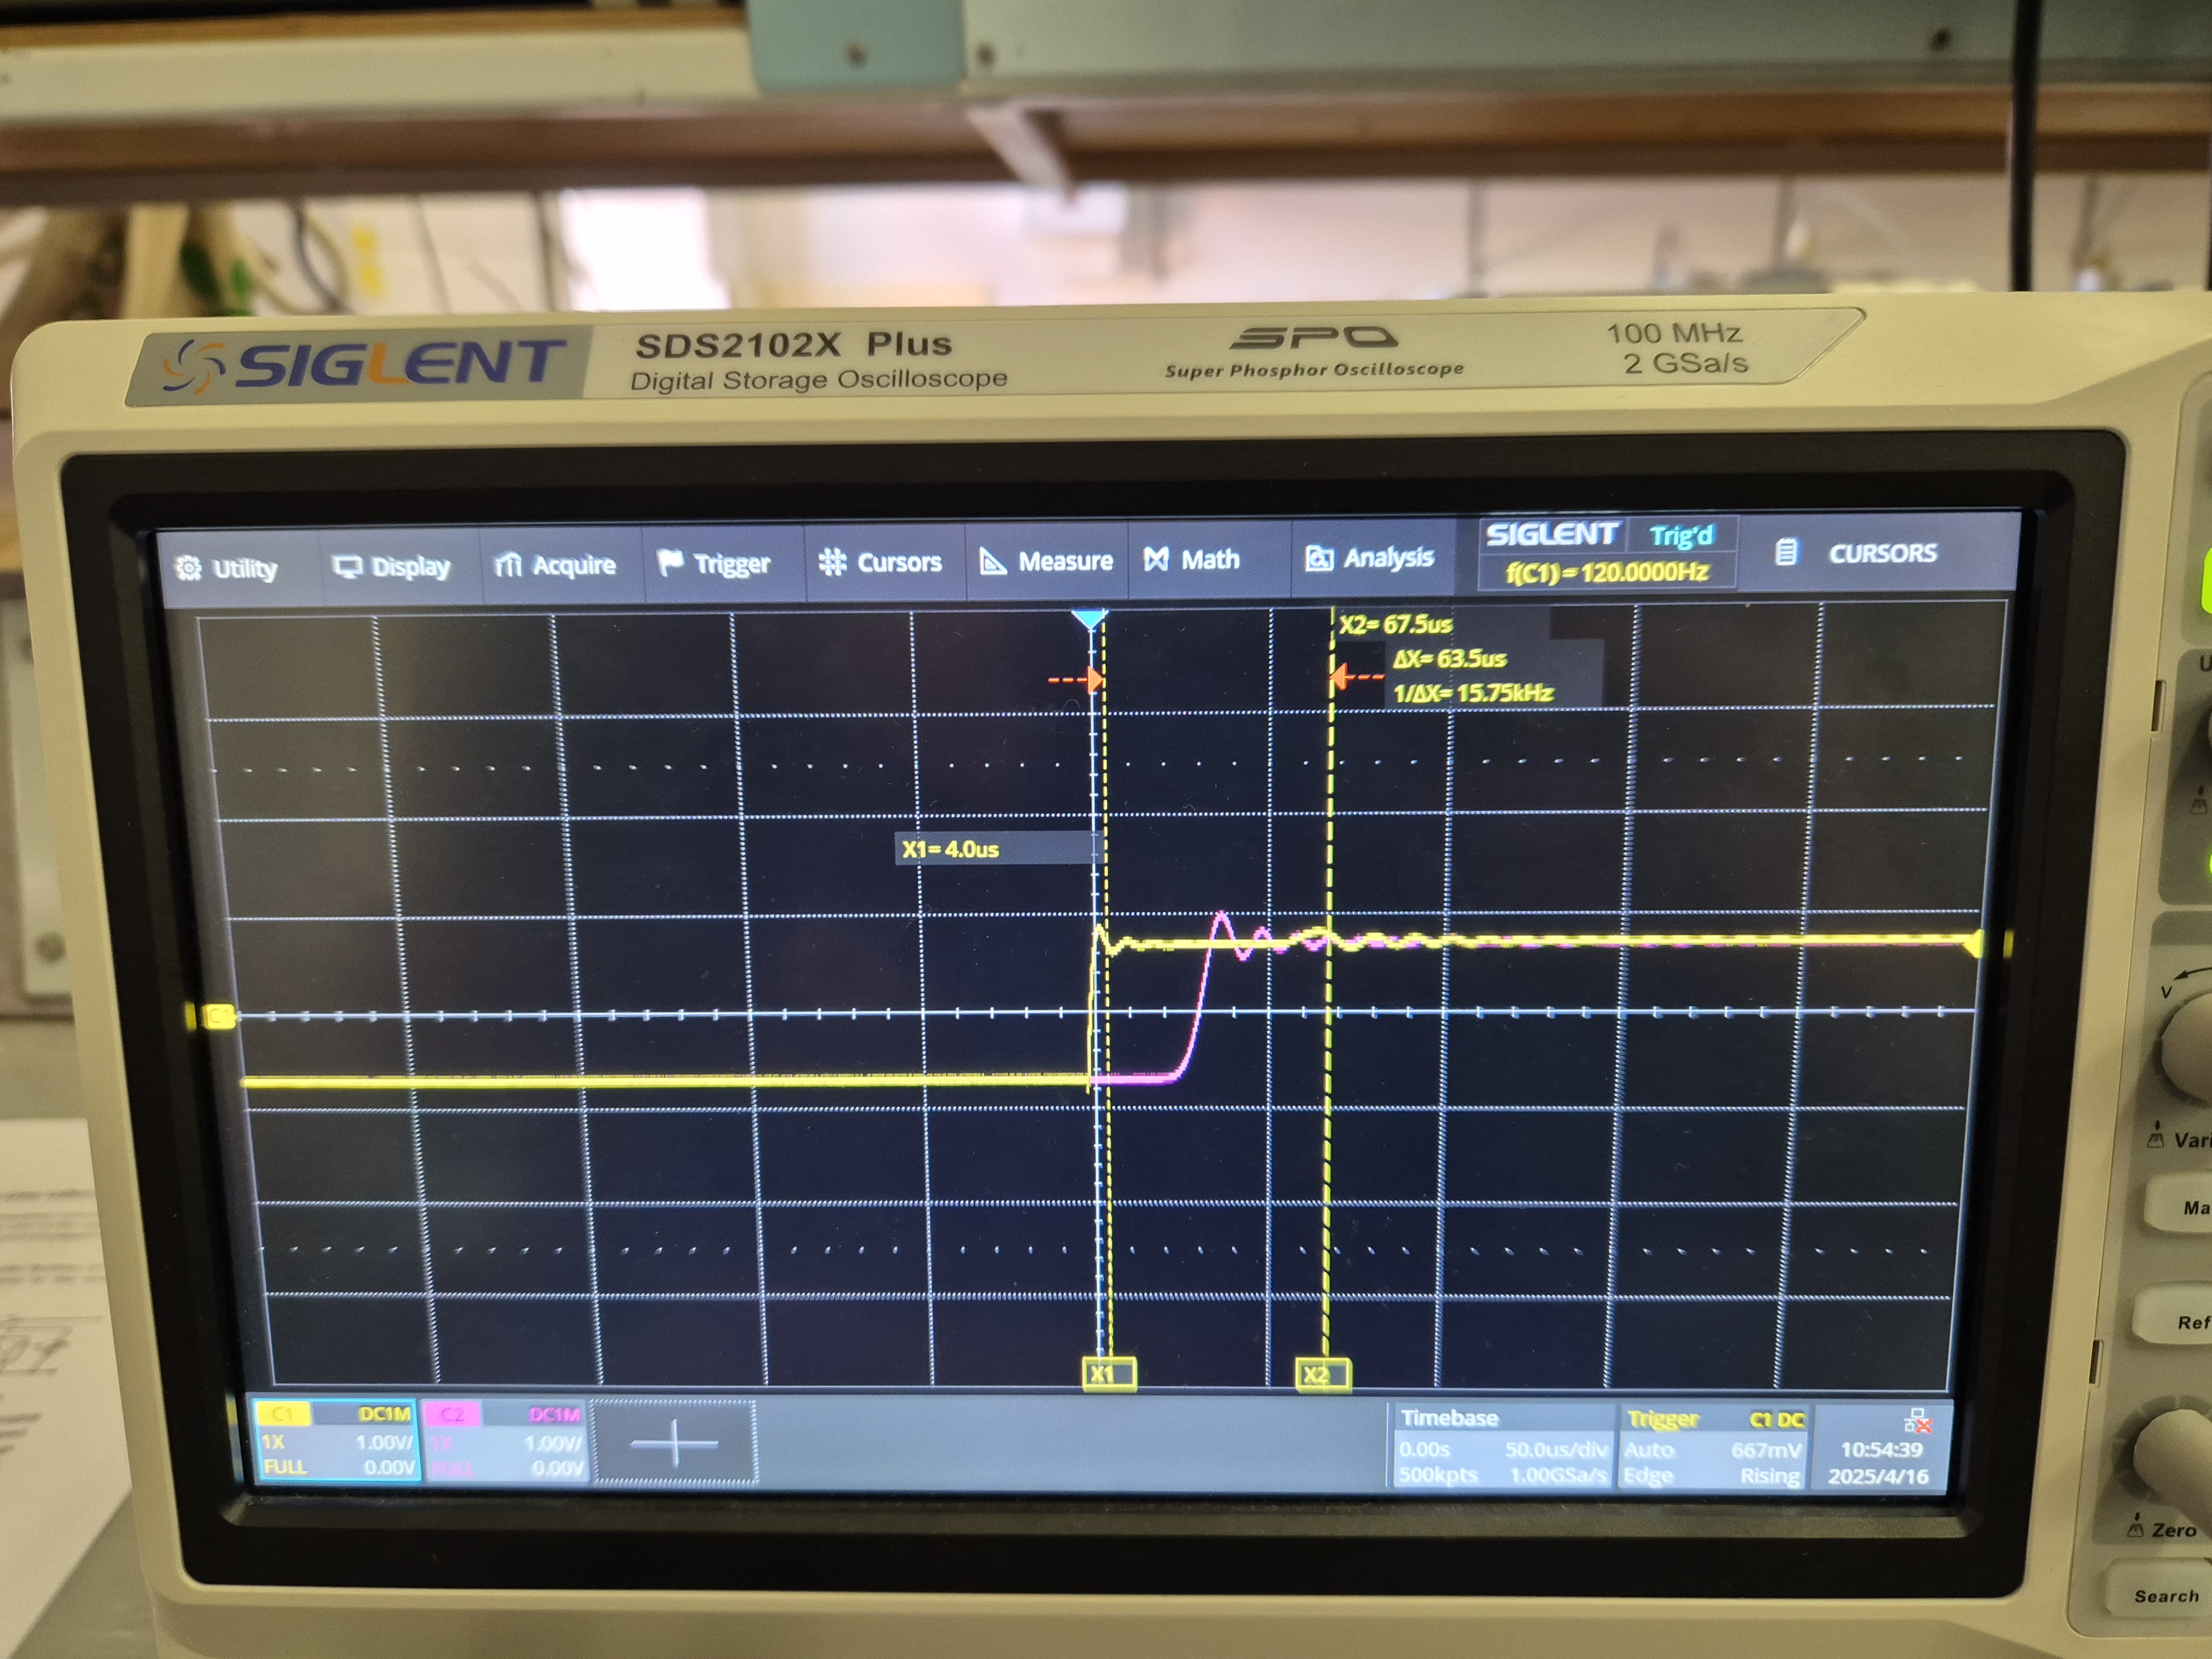 SIGLENT
SDS2102X Plus
Digital Storage Oscilloscope
SPO
Super Phosphor Oscilloscope
100 MHz
2 GSa/s
Utility
Display
Acquire
Trigger
Cursors
Measure
Math
Analysis
SIGLENT
Trig'd
f(C1)=120.0000Hz
CURSORS
X2= 67.5us
ΔX= 63.5us
1/ΔX= 15.75kHz
X1= 4.0us
C1
X1
X2
C1 DC1M
1X 1.00V/
FULL 0.00V
C2 DC1M
1X 1.00V/
FULL 0.00V
Timebase
0.00s 50.0us/div
500kpts 1.00GSa/s
Trigger C1 DC
Auto 667mV
Edge Rising
10:54:39
2025/4/16
V
Vari
Ma
Ref
Zero
Search